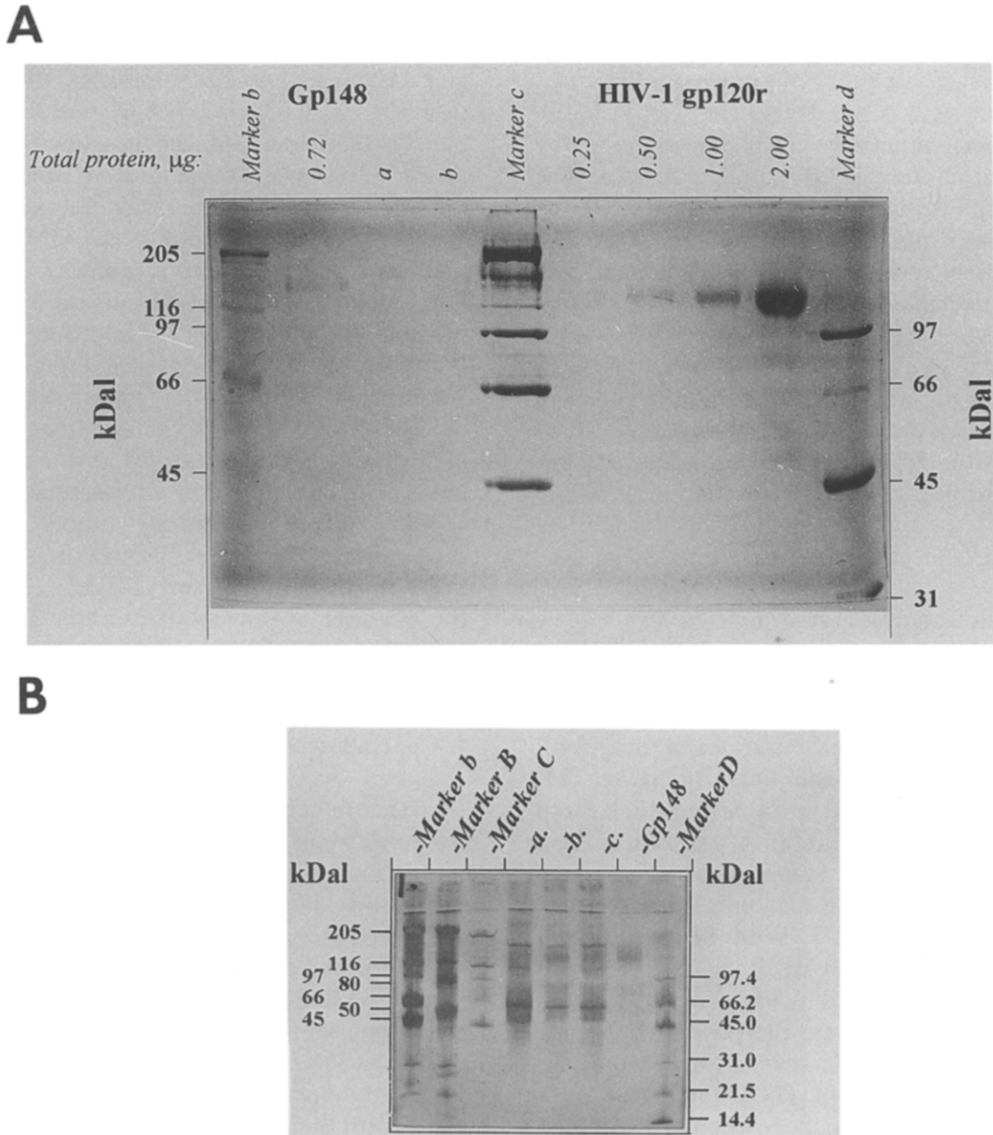 A
Gp148
HIV-1 gp120r
Total protein, µg:
Marker b
0.72
a
b
Marker c
0.25
0.50
1.00
2.00
Marker d
205
116
97
66
45
kDal
97
66
45
31
kDal
B
-Marker b
-Marker B
-Marker C
-a.
-b.
-c.
-Gp148
-MarkerD
kDal
kDal
205
116
97
80
66
50
45
97.4
66.2
45.0
31.0
21.5
14.4